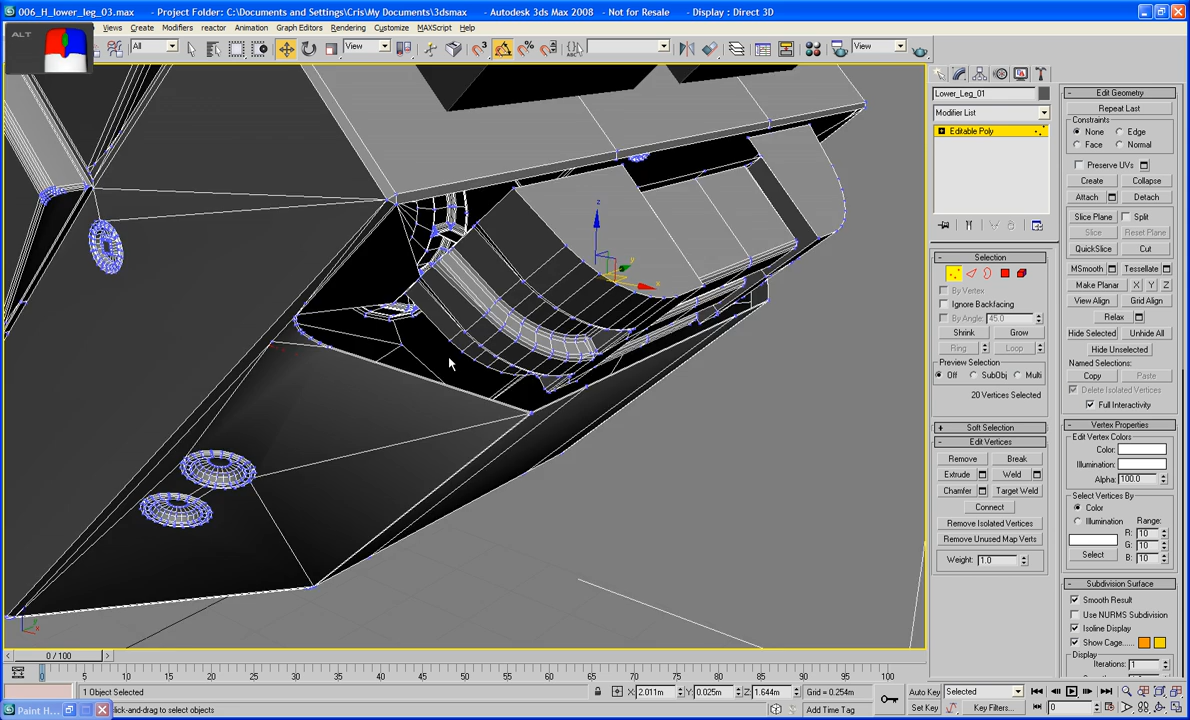 006_H_lower_leg_03.max - Project Folder: C:\Documents and Settings\Cris\My Documents\3dsmax - Autodesk 3ds Max 2008 - Not for Resale - Display : Direct 3D
ALT
Views Create Modifiers reactor Animation Graph Editors Rendering Customize MAXScript Help
All View View
Lower_Leg_01
Modifier List
Editable Poly
Selection
By Vertex
Ignore Backfacing
By Angle: 45.0
Shrink Grow
Ring Loop
Preview Selection
Off SubObj Multi
20 Vertices Selected
Soft Selection
Edit Vertices
Remove Break
Extrude Weld
Chamfer Target Weld
Connect
Remove Isolated Vertices
Remove Unused Map Verts
Weight: 1.0
Edit Geometry
Repeat Last
Constraints
None Edge
Face Normal
Preserve UVs
Create Collapse
Attach Detach
Slice Plane Split
Slice Reset Plane
QuickSlice Cut
MSmooth Tessellate
Make Planar X Y Z
View Align Grid Align
Relax
Hide Selected Unhide All
Hide Unselected
Named Selections:
Copy Paste
Delete Isolated Vertices
Full Interactivity
Vertex Properties
Edit Vertex Colors
Color:
Illumination:
Alpha: 100.0
Select Vertices By
Color
Illumination Range:
R: 10
G: 10
B: 10
Select
Subdivision Surface
Smooth Result
Use NURMS Subdivision
Isoline Display
Show Cage......
Display
Iterations: 1
z
y
x
0 / 100
0 5 10 15 20 25 30 35 40 45 50 55 60 65 70 75 80 85 90 95 100
1 Object Selected X: 2.011m Y: 0.025m Z: 1.644m Grid = 0.254m Auto Key Selected
Paint H... click-and-drag to select objects Add Time Tag Set Key Key Filters... 0